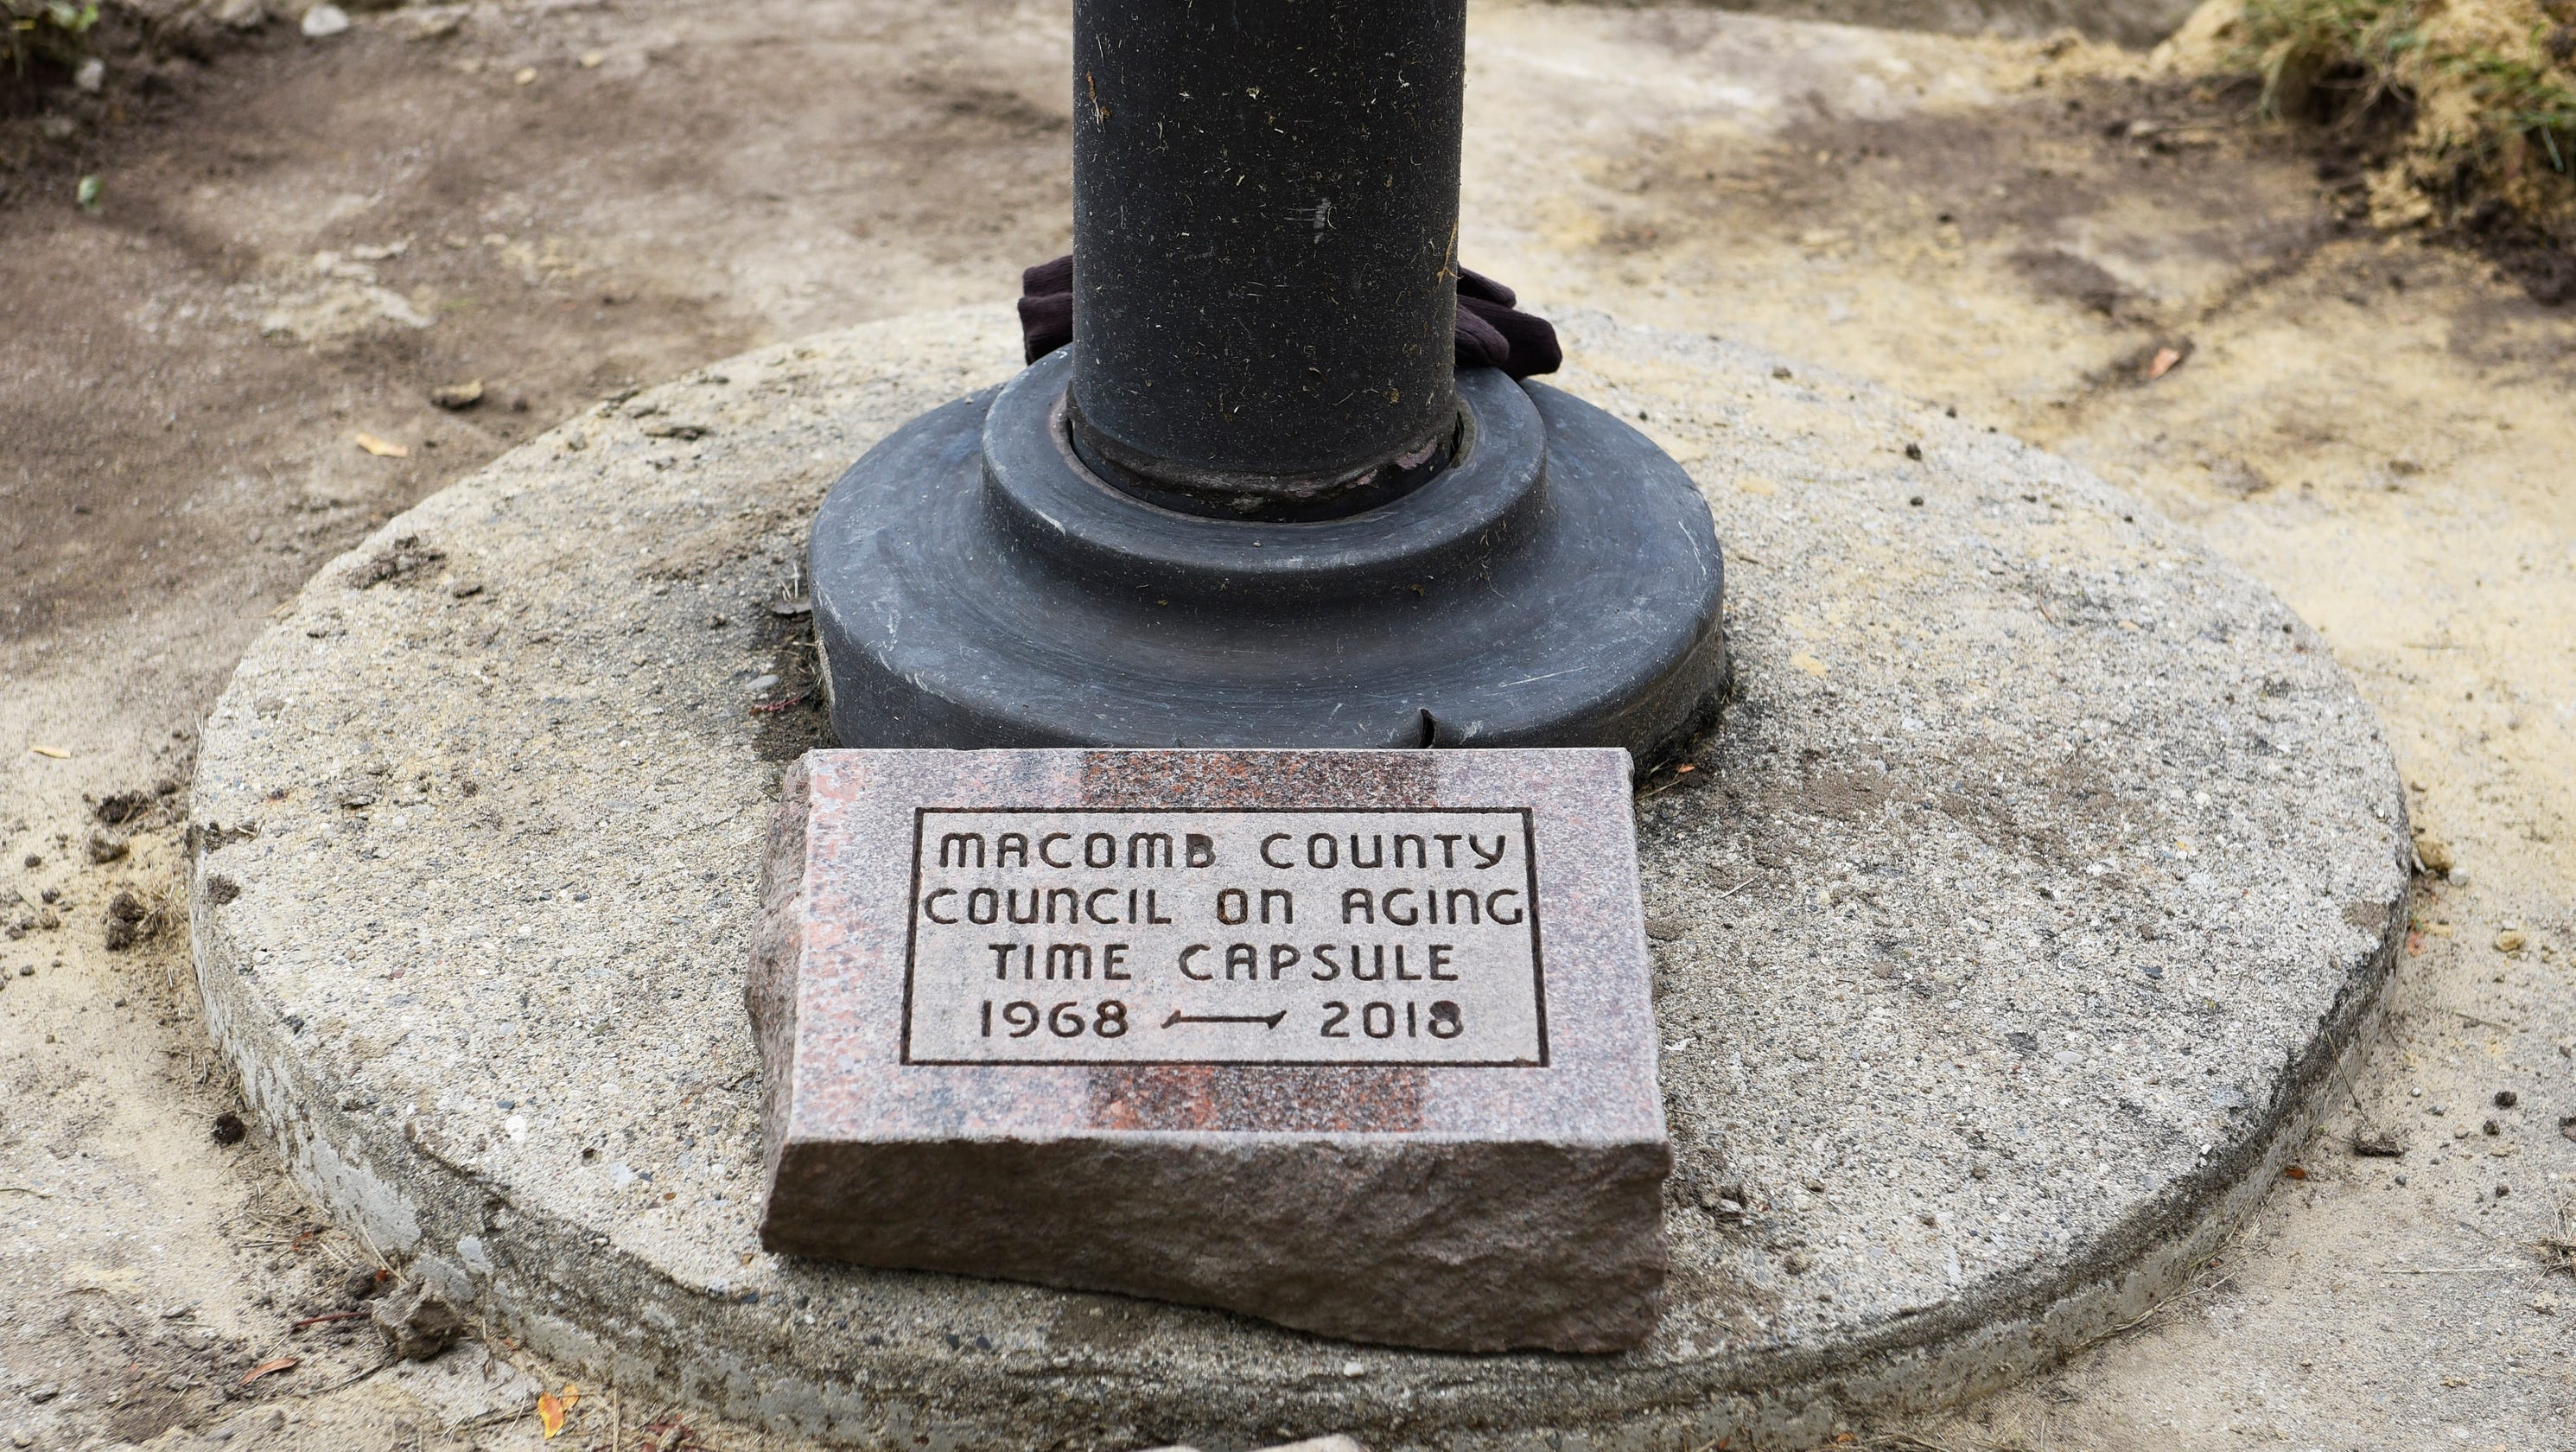 MACOMB COUNTY
COUNCIL ON AGING
TIME CAPSULE
1968 — 2018